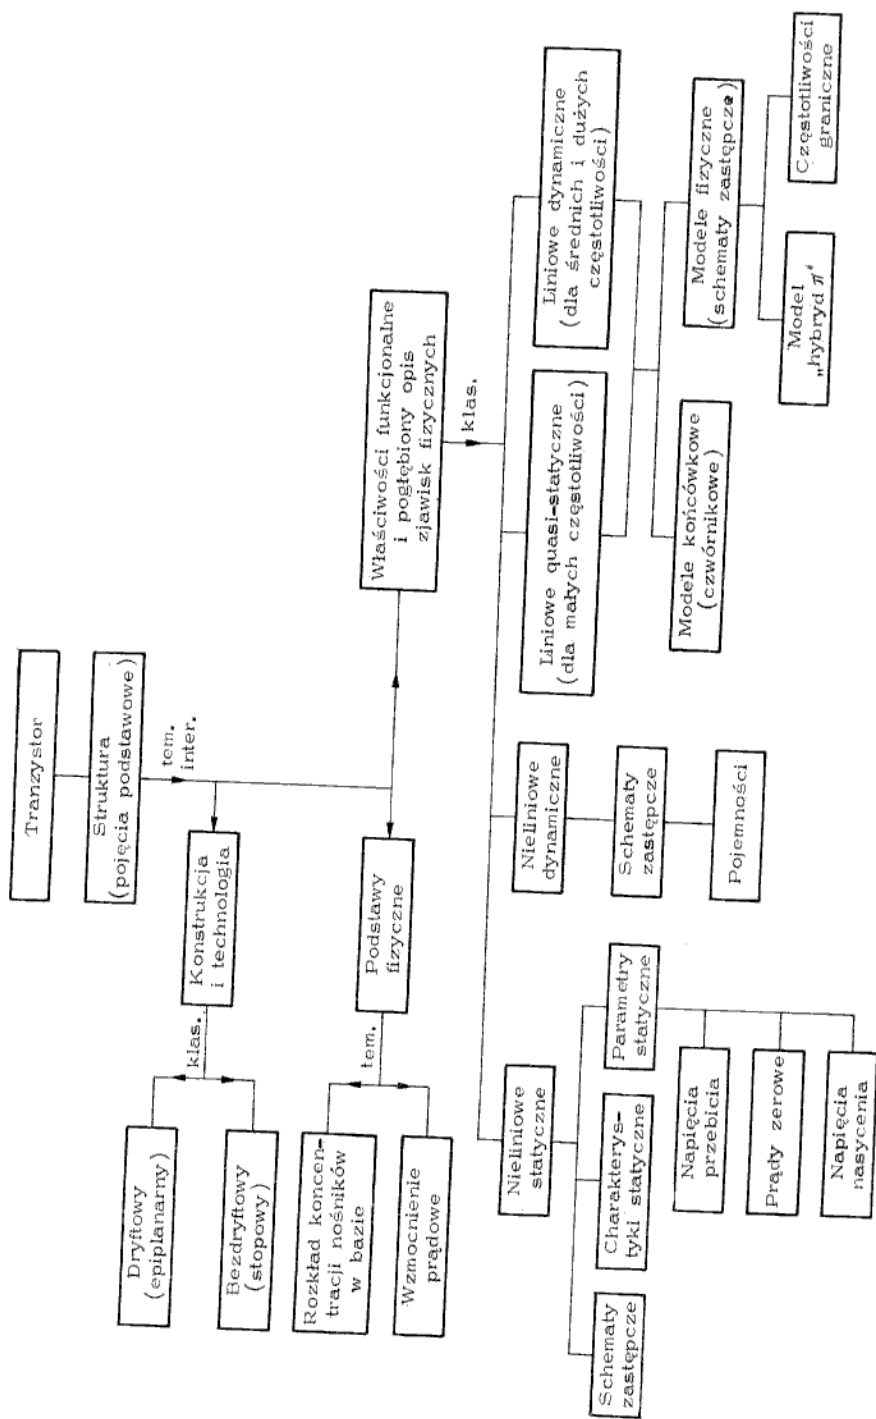 Tranzystor
Struktura
(pojęcia podstawowe)
tem.
inter.
Konstrukcja
i technologia
klas.
Dryftowy
(epiplanarny)
Bezdryftowy
(stopowy)
Podstawy
fizyczne
tem.
Rozkład koncen-
tracji nośników
w bazie
Wzmocnienie
prądowe
Właściwości funkcjonalne
i pogłębiony opis
zjawisk fizycznych
klas.
Nieliniowe
statyczne
Schematy
zastępcze
Charakterys-
tyki statyczne
Parametry
statyczne
Napięcia
przebicia
Prądy zerowe
Napięcia
nasycenia
Nieliniowe
dynamiczne
Schematy
zastępcze
Pojemności
Liniowe quasi-statyczne
(dla małych częstotliwości)
Liniowe dynamiczne
(dla średnich i dużych
częstotliwości)
Modele końcówkowe
(czwórnikowe)
Modele fizyczne
(schematy zastępcze)
Model
„hybryd π”
Częstotliwości
graniczne